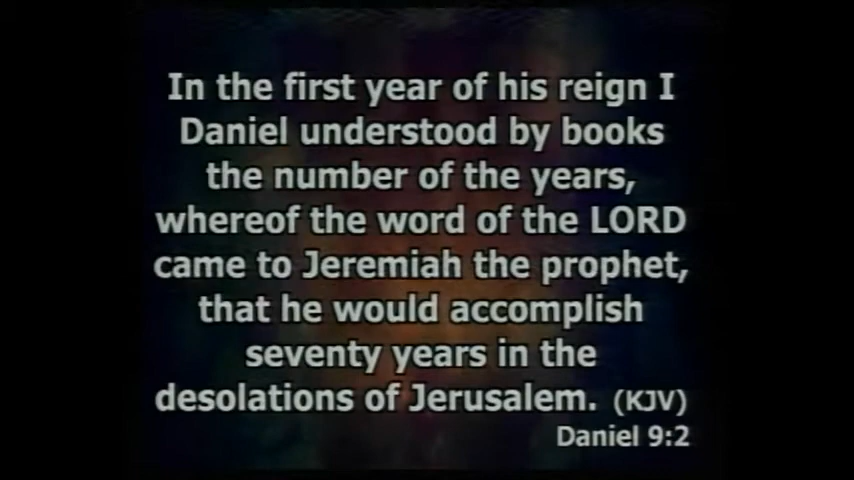 In the first year of his reign I
Daniel understood by books
the number of the years,
whereof the word of the LORD
came to Jeremiah the prophet,
that he would accomplish
seventy years in the
desolations of Jerusalem. (KJV)
Daniel 9:2